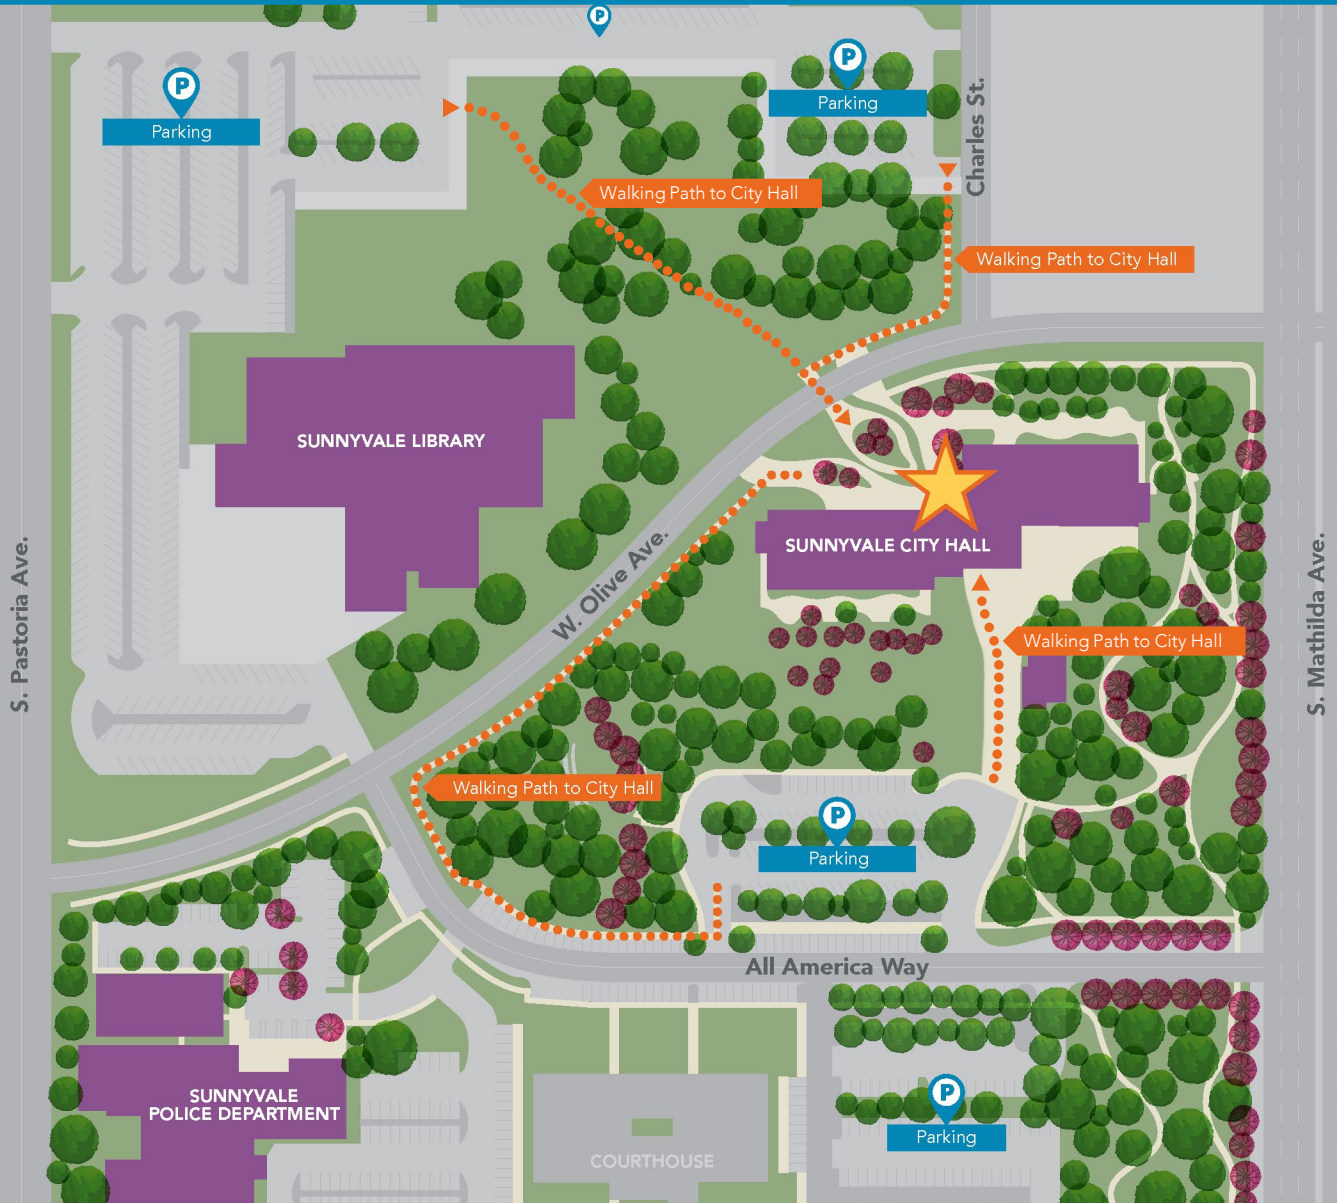 P
P
Parking
P
Parking
Charles St.
Walking Path to City Hall
Walking Path to City Hall
SUNNYVALE LIBRARY
SUNNYVALE CITY HALL
W. Olive Ave.
S. Pastoria Ave.
S. Mathilda Ave.
Walking Path to City Hall
Walking Path to City Hall
P
Parking
All America Way
SUNNYVALE
POLICE DEPARTMENT
P
Parking
COURTHOUSE